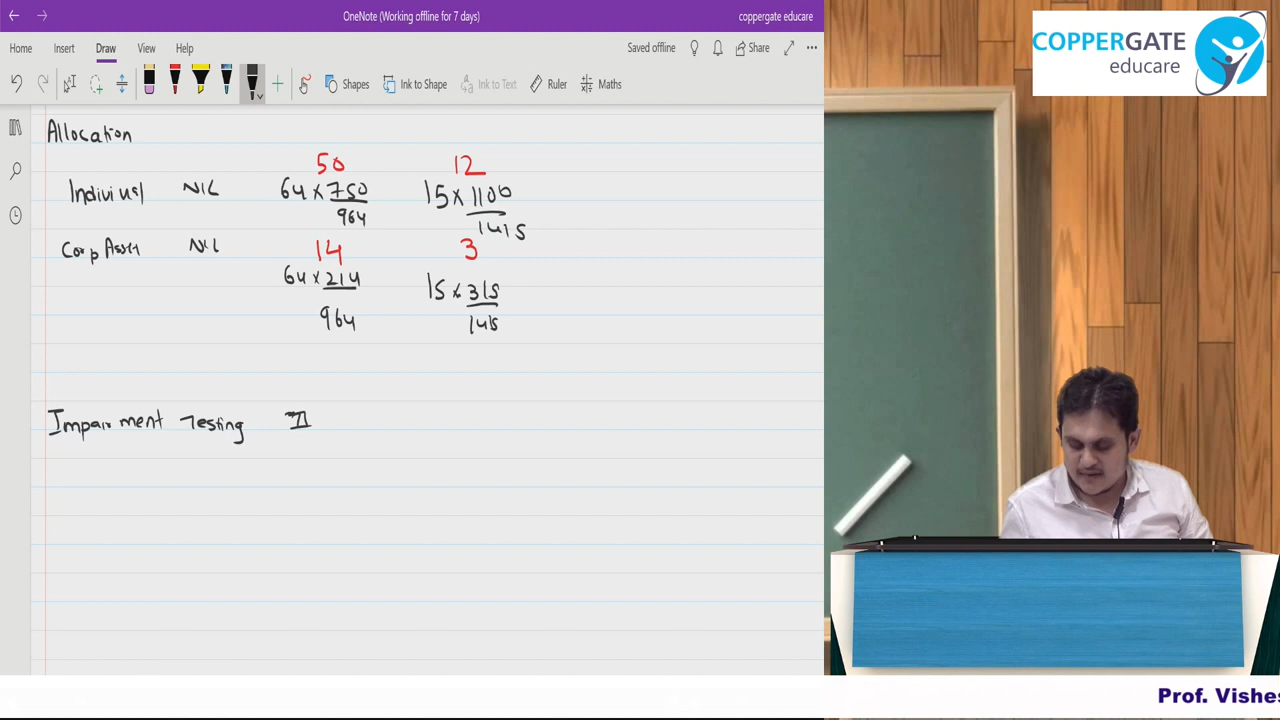 OneNote (Working offline for 7 days)
coppergate educare
Home Insert Draw View Help
Saved offline
Share
Shapes
Ink to Shape
Ink to Text
Ruler
Maths
COPPERGATE
educare
Allocation
50 12
Indiviual NIL 64 x 750 15 x 1100
964 1415
14 3
Corp Asset NIL 64 x 214 15 x 315
964 1415
Impairment Testing II
Prof. Vishes